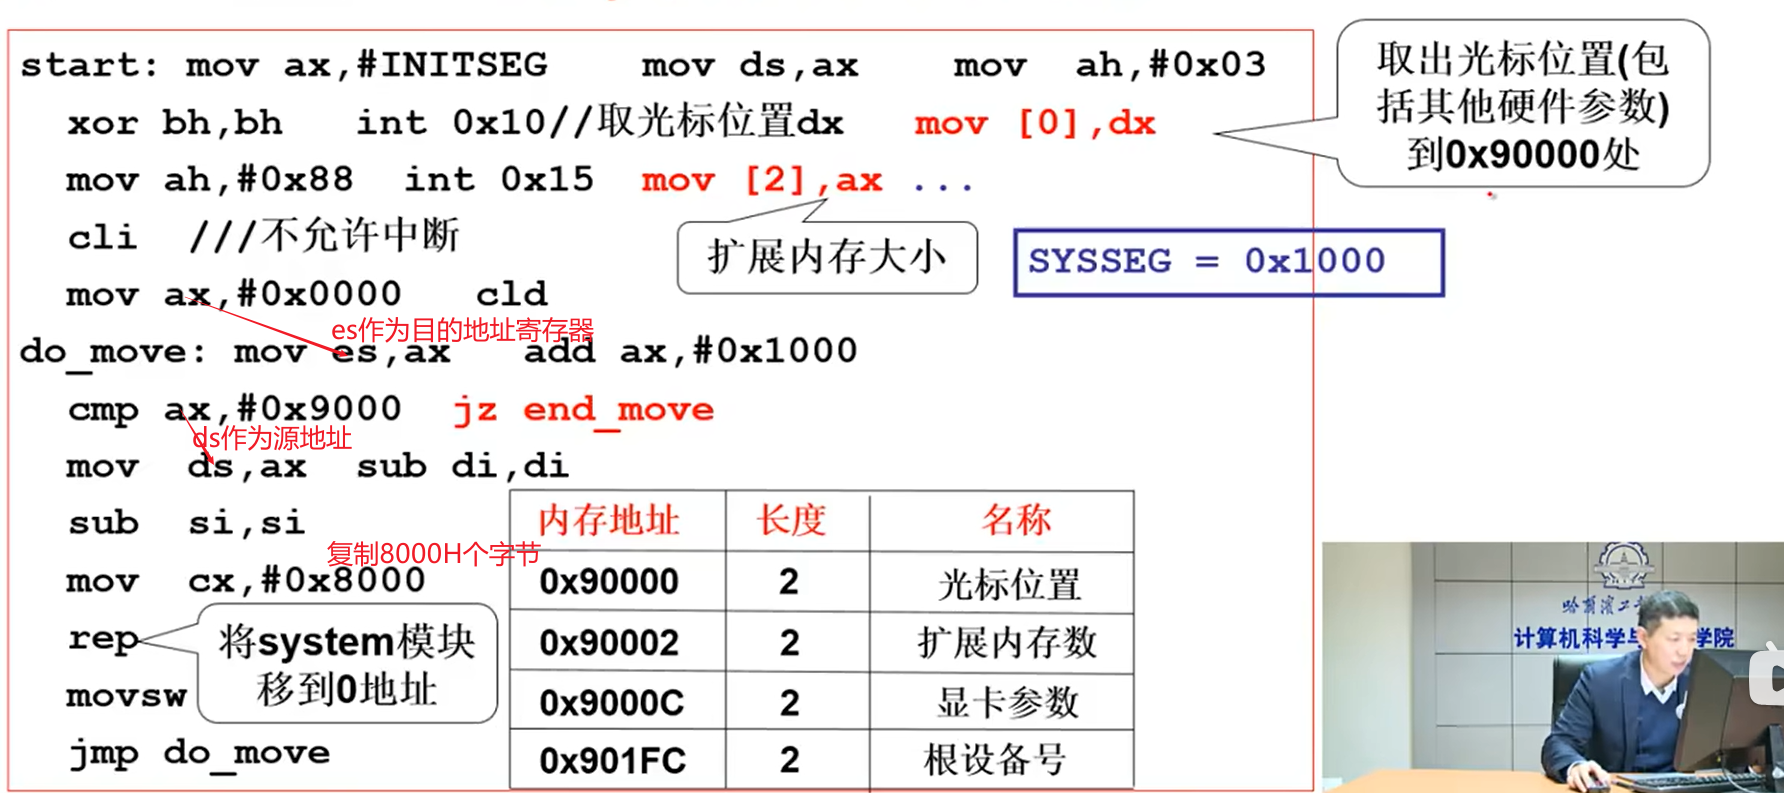 start: mov ax,#INITSEG mov ds,ax mov ah,#0x03
xor bh,bh int 0x10//取光标位置dx mov [0],dx
mov ah,#0x88 int 0x15 mov [2],ax ...
cli ///不允许中断
mov ax,#0x0000 cld
es作为目的地址寄存器
do_move: mov es,ax add ax,#0x1000
cmp ax,#0x9000 jz end_move
ds作为源地址
mov ds,ax sub di,di
sub si,si
复制8000H个字节
mov cx,#0x8000
rep
movsw
jmp do_move
取出光标位置(包
括其他硬件参数)
到0x90000处
扩展内存大小
SYSSEG = 0x1000
将system模块
移到0地址
内存地址 长度 名称
0x90000 2 光标位置
0x90002 2 扩展内存数
0x9000C 2 显卡参数
0x901FC 2 根设备号
哈尔滨工
计算机科学与 学院